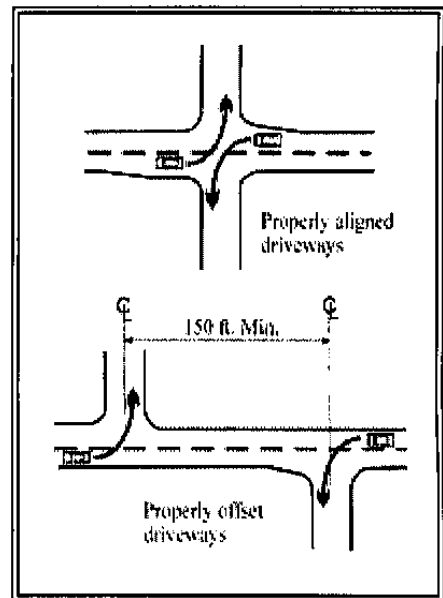 Properly aligned
driveways
℄ ℄
150 ft. Min.
Properly offset
driveways